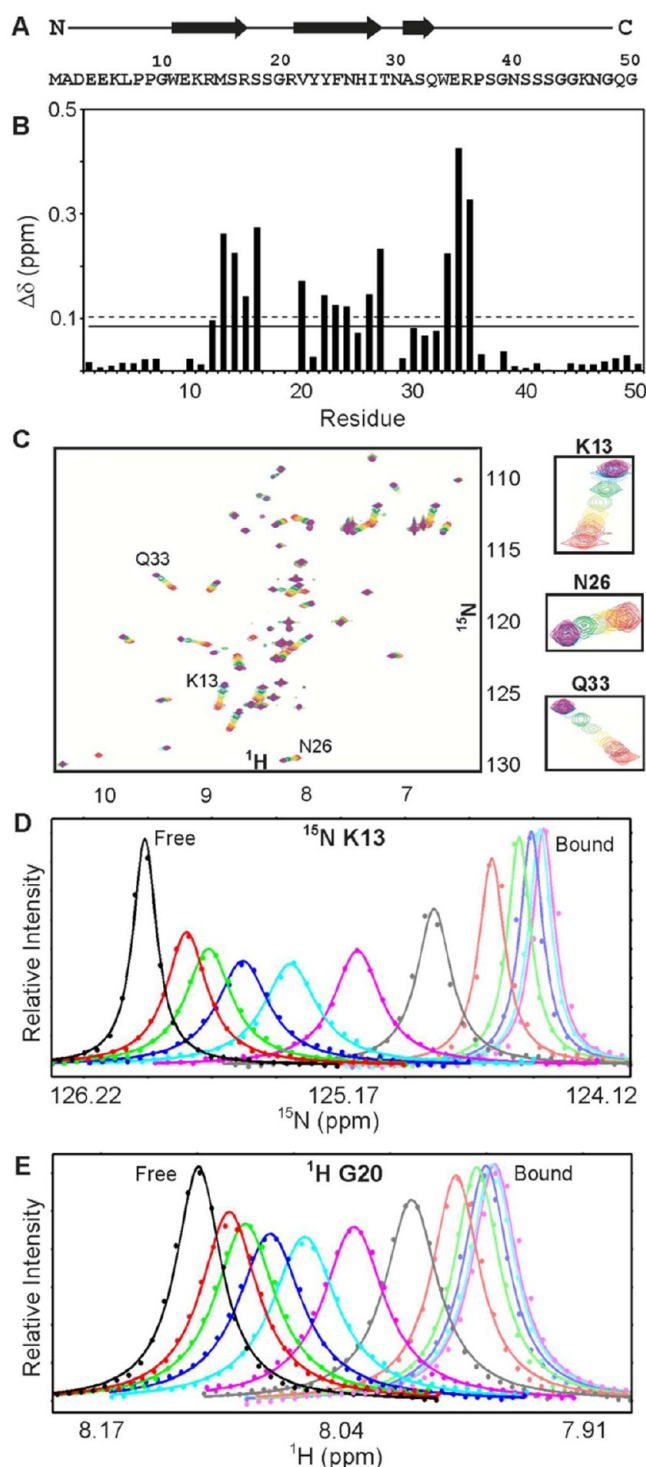 A N C
10 20 30 40 50
MADEEKLPPGWEKRMSRSSGRVYYFNHITNASQWERPSGNSSSGGKNGQG
B
0.5
0.3
0.1
Δδ (ppm)
10 20 30 40 50
Residue
C
K13
110
Q33
115
N26
15N
120
Q33
K13
125
1H
N26
130
10 9 8 7
D
Free 15N K13 Bound
Relative Intensity
126.22 125.17 124.12
15N (ppm)
E
Free 1H G20 Bound
Relative Intensity
8.17 8.04 7.91
1H (ppm)